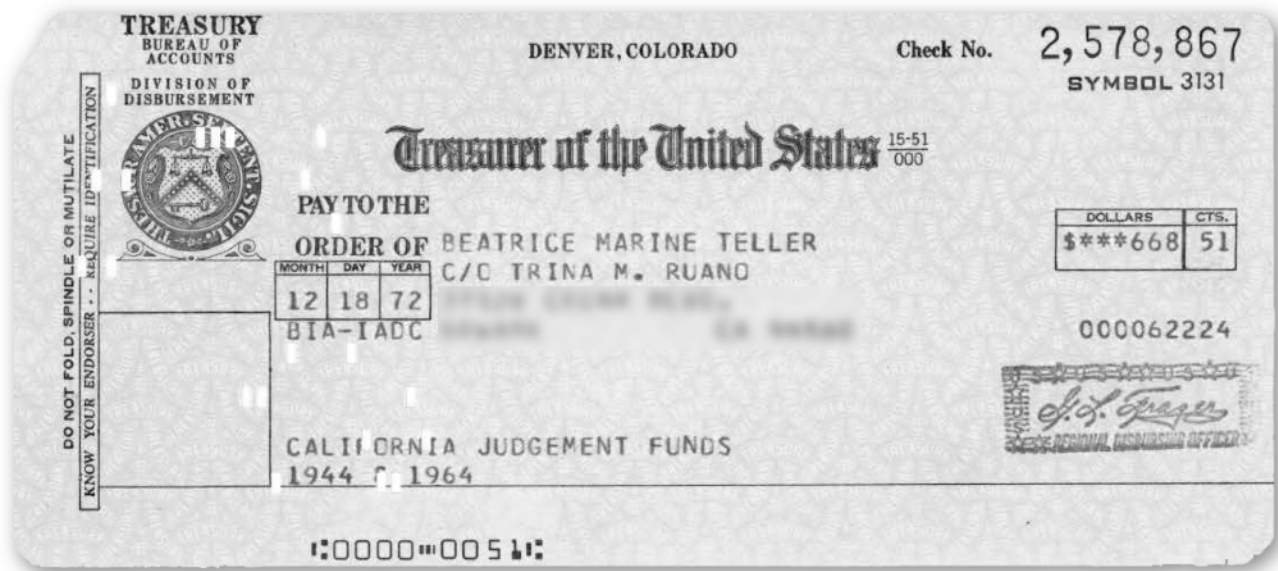 TREASURY
BUREAU OF
ACCOUNTS
DIVISION OF
DISBURSEMENT
DENVER, COLORADO
Check No. 2,578,867
SYMBOL 3131
DO NOT FOLD, SPINDLE OR MUTILATE
KNOW YOUR ENDORSER - - REQUIRE IDENTIFICATION
Treasurer of the United States 15-51
000
PAY TO THE
ORDER OF BEATRICE MARINE TELLER
C/O TRINA M. RUANO
DOLLARS CTS.
$***668 51
MONTH DAY YEAR
12 18 72
BIA-IADC
000062224
REGIONAL DISBURSING OFFICER
CALIFORNIA JUDGEMENT FUNDS
1944 1964
⑆0000⑈0051⑆